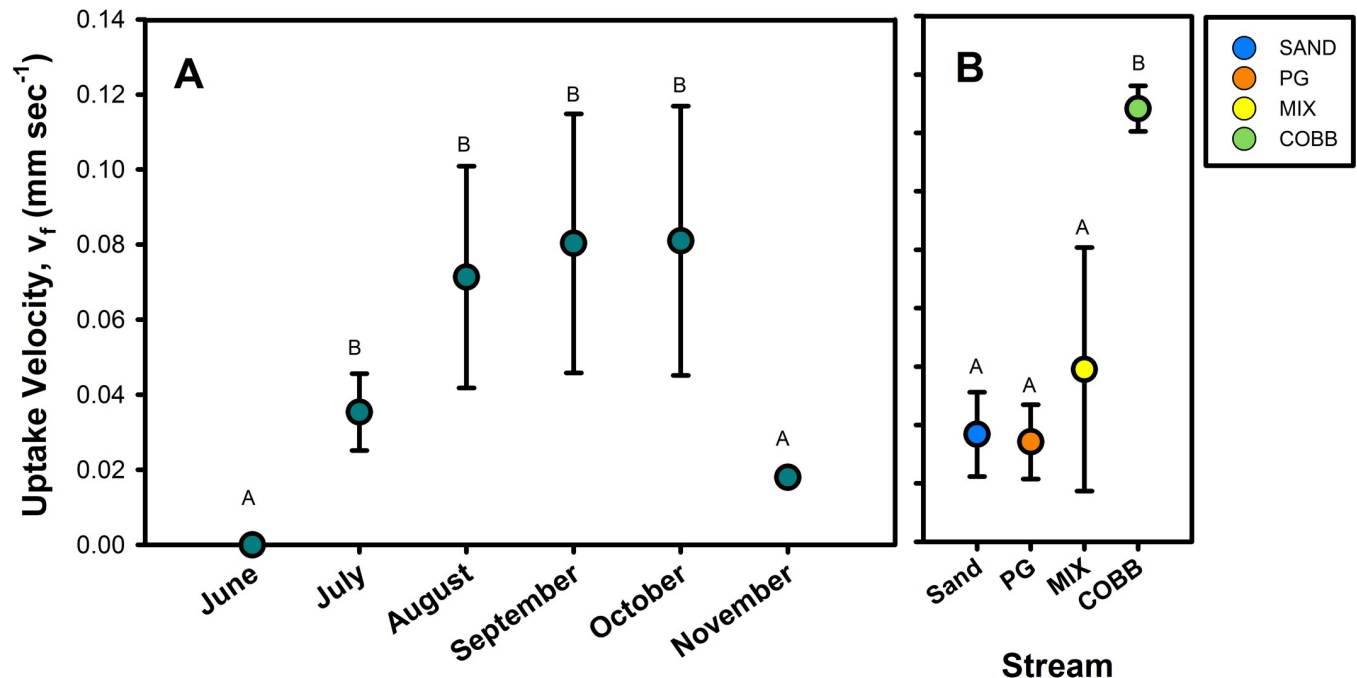 Uptake Velocity, vf (mm sec-1)
0.14
0.12
0.10
0.08
0.06
0.04
0.02
0.00
A
A
B
B
B
B
A
June
July
August
September
October
November
B
A
A
A
B
Sand
PG
MIX
COBB
Stream
SAND
PG
MIX
COBB